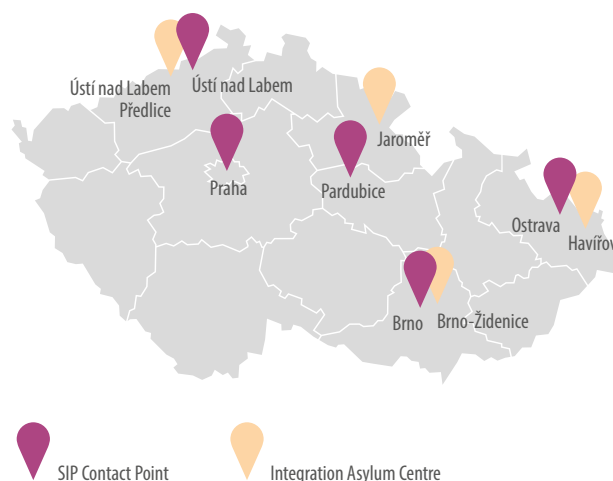 Ústí nad Labem
Předlice
Ústí nad Labem
Jaroměř
Praha
Pardubice
Ostrava
Havířov
Brno
Brno-Židenice
SIP Contact Point
Integration Asylum Centre